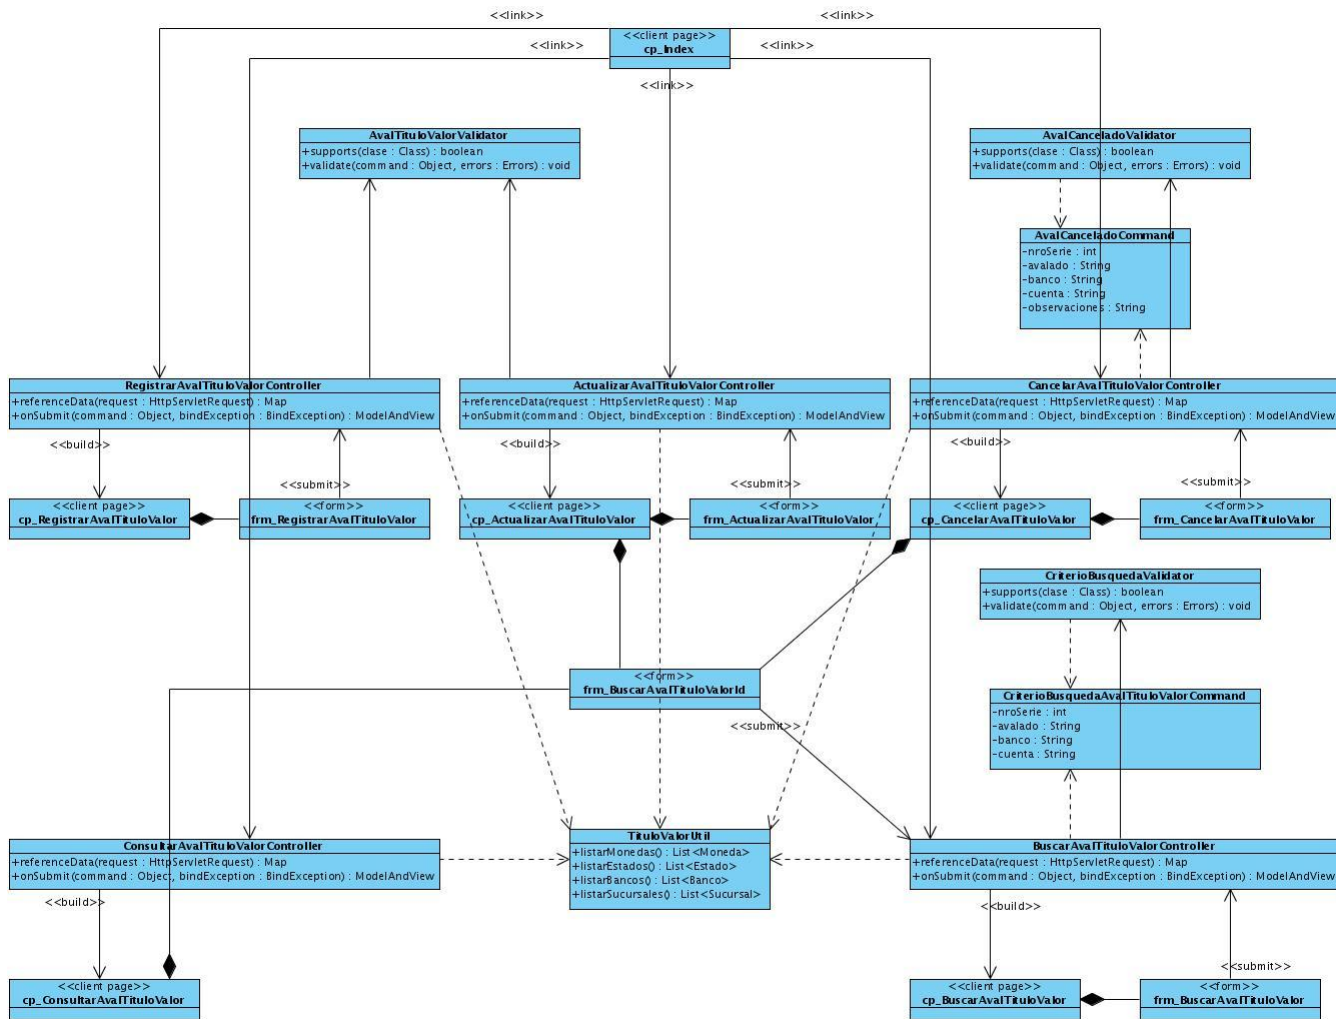 <<link>>
<<link>>
<<client page>>
cp_Index
<<link>>
<<link>>
<<link>>
AvalTituloValorValidator
+supports(clase : Class) : boolean
+validate(command : Object, errors : Errors) : void
AvalCanceladoValidator
+supports(clase : Class) : boolean
+validate(command : Object, errors : Errors) : void
AvalCanceladoCommand
-nroSerie : int
-avalado : String
-banco : String
-cuenta : String
-observaciones : String
RegistrarAvalTituloValorController
+referenceData(request : HttpServletRequest) : Map
+onSubmit(command : Object, bindException : BindException) : ModelAndView
ActualizarAvalTituloValorController
+referenceData(request : HttpServletRequest) : Map
+onSubmit(command : Object, bindException : BindException) : ModelAndView
CancelarAvalTituloValorController
+referenceData(request : HttpServletRequest) : Map
+onSubmit(command : Object, bindException : BindException) : ModelAndView
<<build>>
<<submit>>
<<build>>
<<submit>>
<<build>>
<<submit>>
<<client page>>
cp_RegistrarAvalTituloValor
<<form>>
frm_RegistrarAvalTituloValor
<<client page>>
cp_ActualizarAvalTituloValor
<<form>>
frm_ActualizarAvalTituloValor
<<client page>>
cp_CancelarAvalTituloValor
<<form>>
frm_CancelarAvalTituloValor
CriterioBusquedaValidator
+supports(clase : Class) : boolean
+validate(command : Object, errors : Errors) : void
<<form>>
frm_BuscarAvalTituloValorId
<<submit>>
CriterioBusquedaAvalTituloValorCommand
-nroSerie : int
-avalado : String
-banco : String
-cuenta : String
ConsultarAvalTituloValorController
+referenceData(request : HttpServletRequest) : Map
+onSubmit(command : Object, bindException : BindException) : ModelAndView
TituloValorUtil
+listarMonedas() : List<Moneda>
+listarEstados() : List<Estado>
+listarBancos() : List<Banco>
+listarSucursales() : List<Sucursal>
BuscarAvalTituloValorController
+referenceData(request : HttpServletRequest) : Map
+onSubmit(command : Object, bindException : BindException) : ModelAndView
<<build>>
<<build>>
<<submit>>
<<client page>>
cp_ConsultarAvalTituloValor
<<client page>>
cp_BuscarAvalTituloValor
<<form>>
frm_BuscarAvalTituloValor